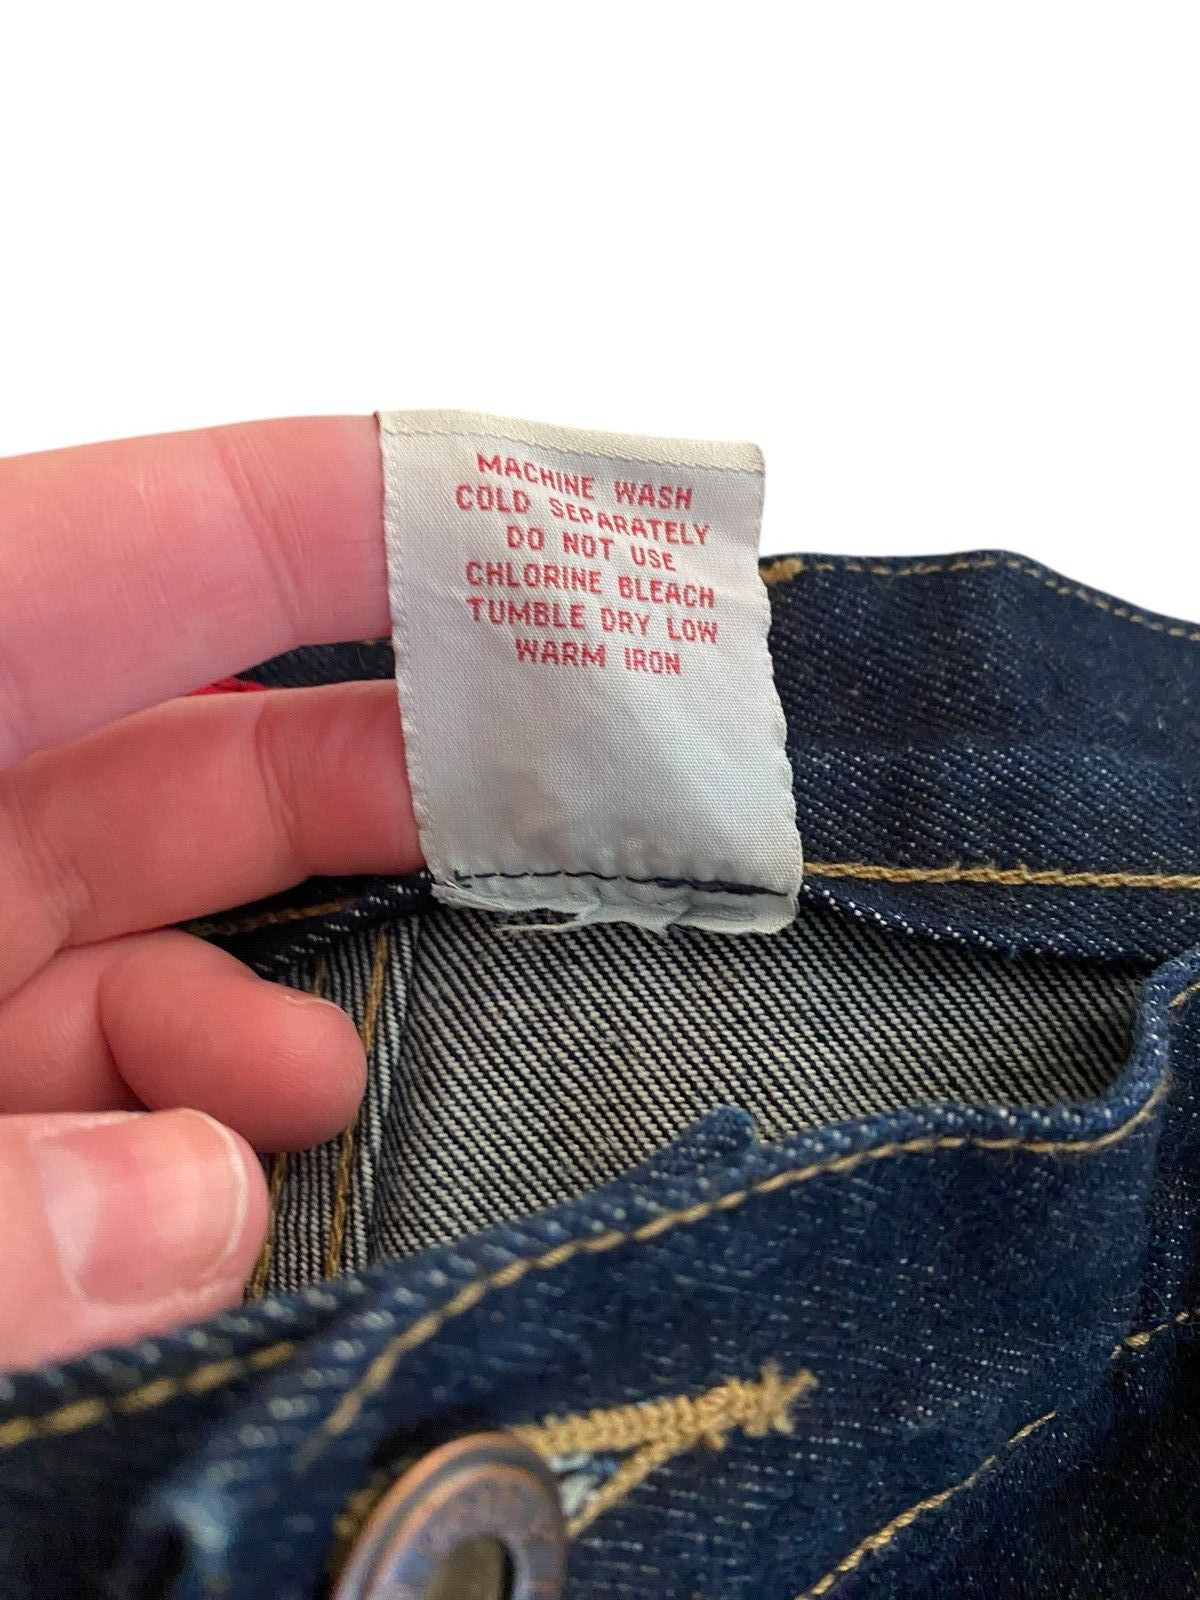 MACHINE WASH
COLD SEPARATELY
DO NOT USE
CHLORINE BLEACH
TUMBLE DRY LOW
WARM IRON